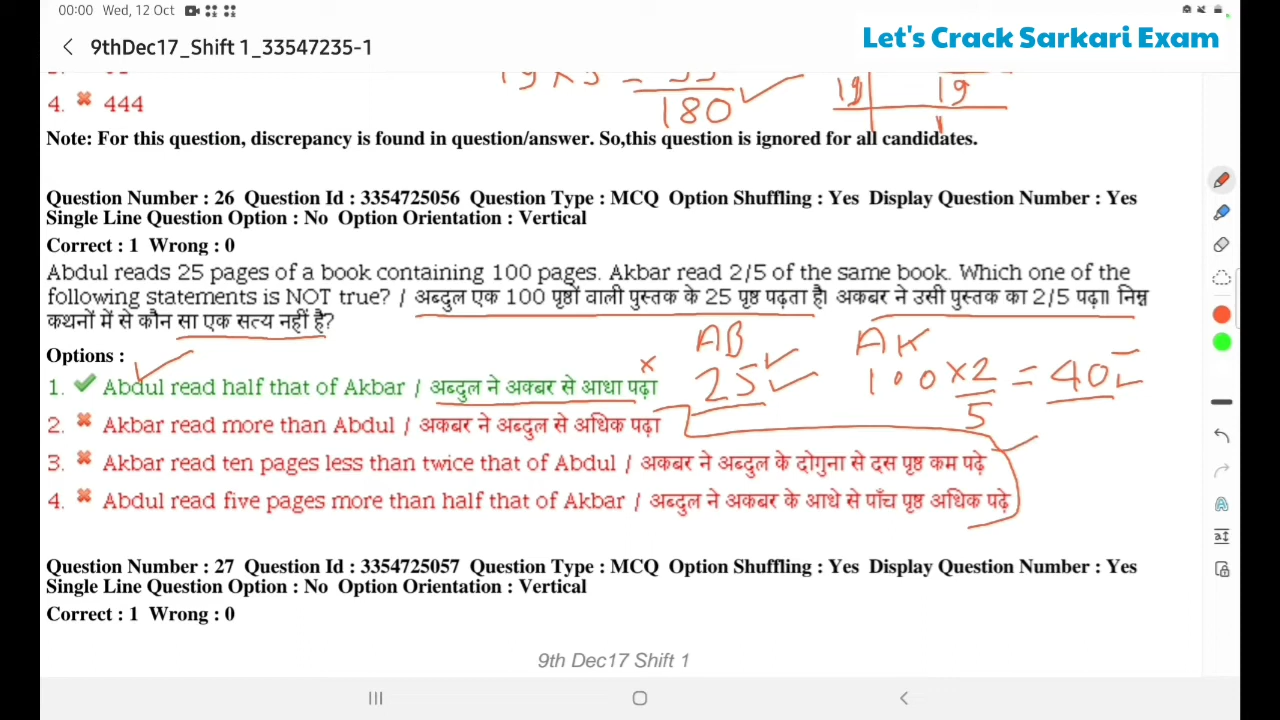 00:00 Wed, 12 Oct
Let's Crack Sarkari Exam
9thDec17_Shift 1_33547235-1
4. 444
180
19
19
Note: For this question, discrepancy is found in question/answer. So,this question is ignored for all candidates.
Question Number : 26 Question Id : 3354725056 Question Type : MCQ Option Shuffling : Yes Display Question Number : Yes
Single Line Question Option : No Option Orientation : Vertical
Correct : 1 Wrong : 0
Abdul reads 25 pages of a book containing 100 pages. Akbar read 2/5 of the same book. Which one of the
following statements is NOT true? / अब्दुल एक 100 पृष्ठों वाली पुस्तक के 25 पृष्ठ पढ़ता है। अकबर ने उसी पुस्तक का 2/5 पढ़ा। निम्न
कथनों में से कौन सा एक सत्य नहीं है?
Options :
AB
AK
1. Abdul read half that of Akbar / अब्दुल ने अकबर से आधा पढ़ा
25
100 × 2/5 = 40
2. Akbar read more than Abdul / अकबर ने अब्दुल से अधिक पढ़ा
3. Akbar read ten pages less than twice that of Abdul / अकबर ने अब्दुल के दोगुना से दस पृष्ठ कम पढ़े
4. Abdul read five pages more than half that of Akbar / अब्दुल ने अकबर के आधे से पाँच पृष्ठ अधिक पढ़े
Question Number : 27 Question Id : 3354725057 Question Type : MCQ Option Shuffling : Yes Display Question Number : Yes
Single Line Question Option : No Option Orientation : Vertical
Correct : 1 Wrong : 0
9th Dec17 Shift 1